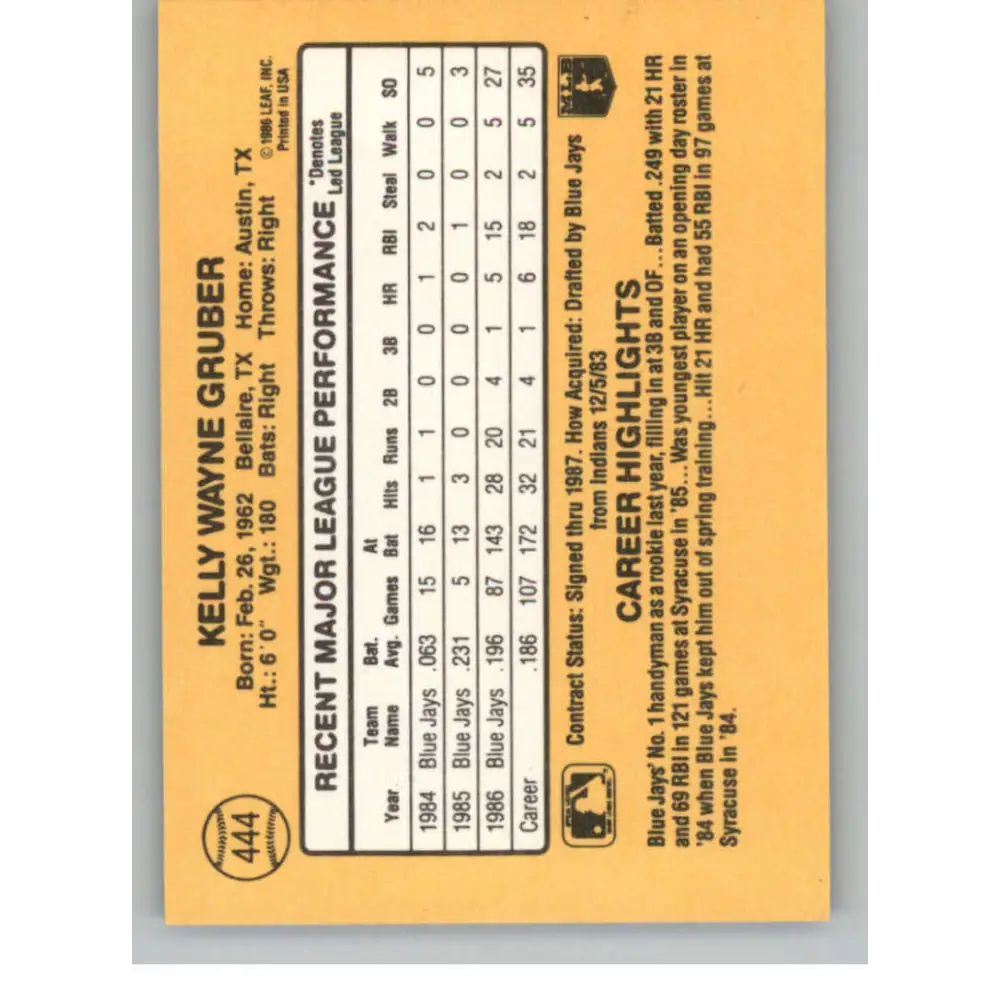 444
KELLY WAYNE GRUBER
Born: Feb. 26, 1962 Bellaire, TX Home: Austin, TX
Ht.: 6'0" Wgt.: 180 Bats: Right Throws: Right
© 1986 LEAF, INC.
Printed in USA
RECENT MAJOR LEAGUE PERFORMANCE *Denotes Led League
Year Team Name Bat. Avg. Games At Bat Hits Runs 2B 3B HR RBI Steal Walk SO
1984 Blue Jays .063 15 16 1 1 0 0 1 2 0 0 5
1985 Blue Jays .231 5 13 3 0 0 0 0 1 0 0 3
1986 Blue Jays .196 87 143 28 20 4 1 5 15 2 5 27
Career .186 107 172 32 21 4 1 6 18 2 5 35
Contract Status: Signed thru 1987. How Acquired: Drafted by Blue Jays
from Indians 12/5/83
MLB
CAREER HIGHLIGHTS
Blue Jays' No. 1 handyman as a rookie last year, filling in at 3B and OF...Batted .249 with 21 HR
and 69 RBI in 121 games at Syracuse in '85...Was youngest player on an opening day roster in
'84 when Blue Jays kept him out of spring training...Hit 21 HR and had 55 RBI in 97 games at
Syracuse in '84.